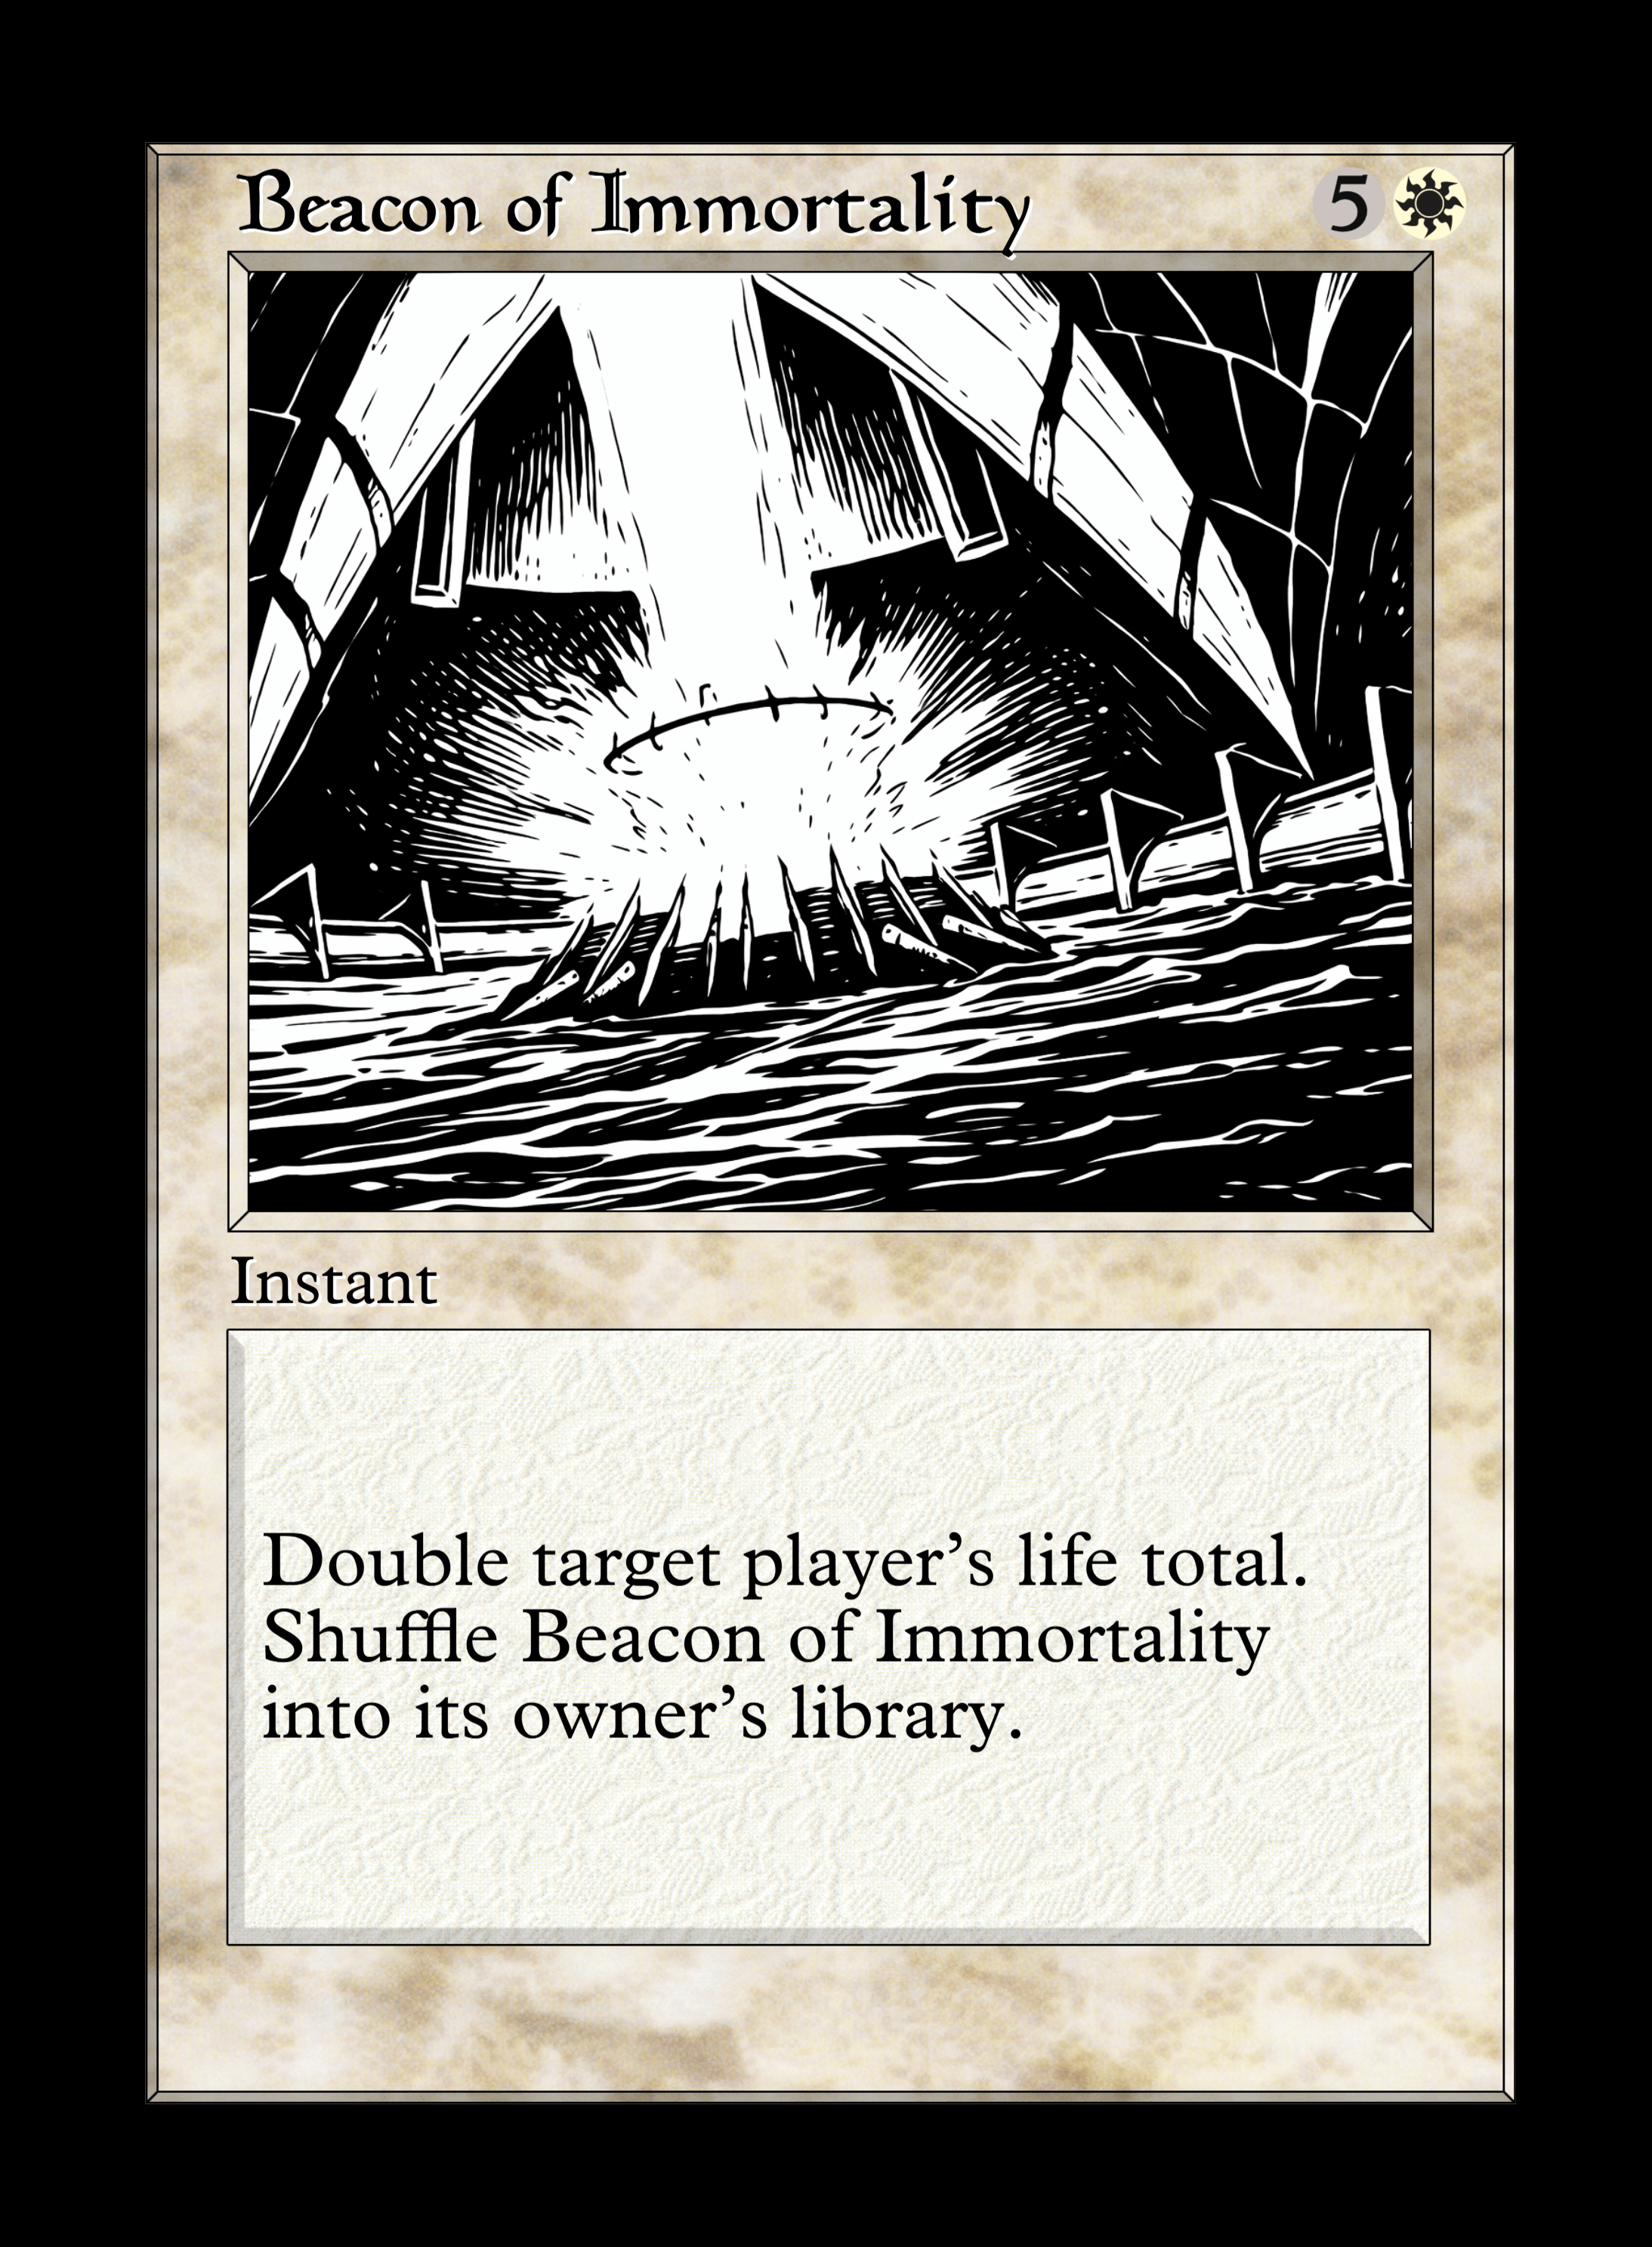 Beacon of Immortality 5
Instant
Double target player’s life total.
Shuffle Beacon of Immortality
into its owner’s library.